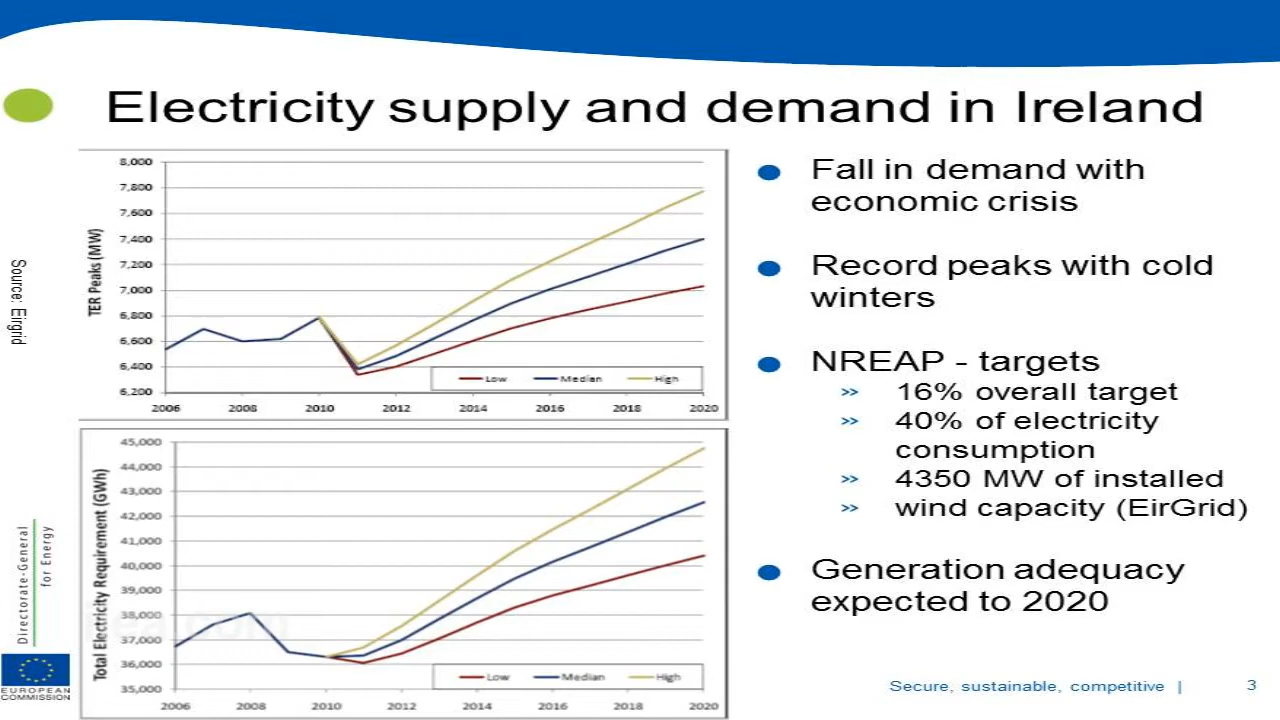 Electricity supply and demand in Ireland
8,000
7,800
7,600
7,400
7,200
7,000
6,800
6,600
6,400
6,200
TER Peaks (MW)
Low Median High
2006 2008 2010 2012 2014 2016 2018 2020
45,000
44,000
43,000
42,000
41,000
40,000
39,000
38,000
37,000
36,000
35,000
Total Electricity Requirement (GWh)
Low Median High
2006 2008 2010 2012 2014 2016 2018 2020
Source: Eirgrid
Fall in demand with
economic crisis
Record peaks with cold
winters
NREAP - targets
>> 16% overall target
>> 40% of electricity
consumption
>> 4350 MW of installed
>> wind capacity (EirGrid)
Generation adequacy
expected to 2020
Directorate-General
for Energy
EUROPEAN
COMMISSION
Secure, sustainable, competitive |
3